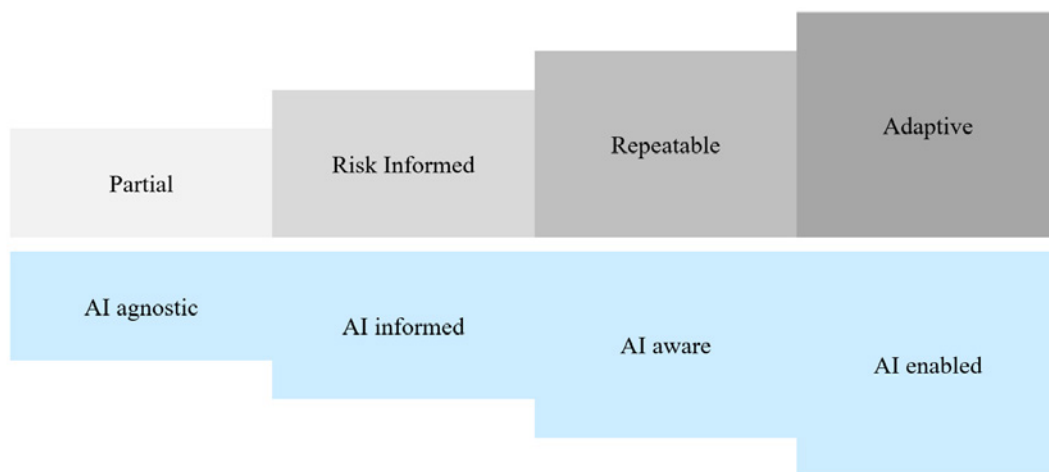 Partial
Risk Informed
Repeatable
Adaptive
AI agnostic
AI informed
AI aware
AI enabled